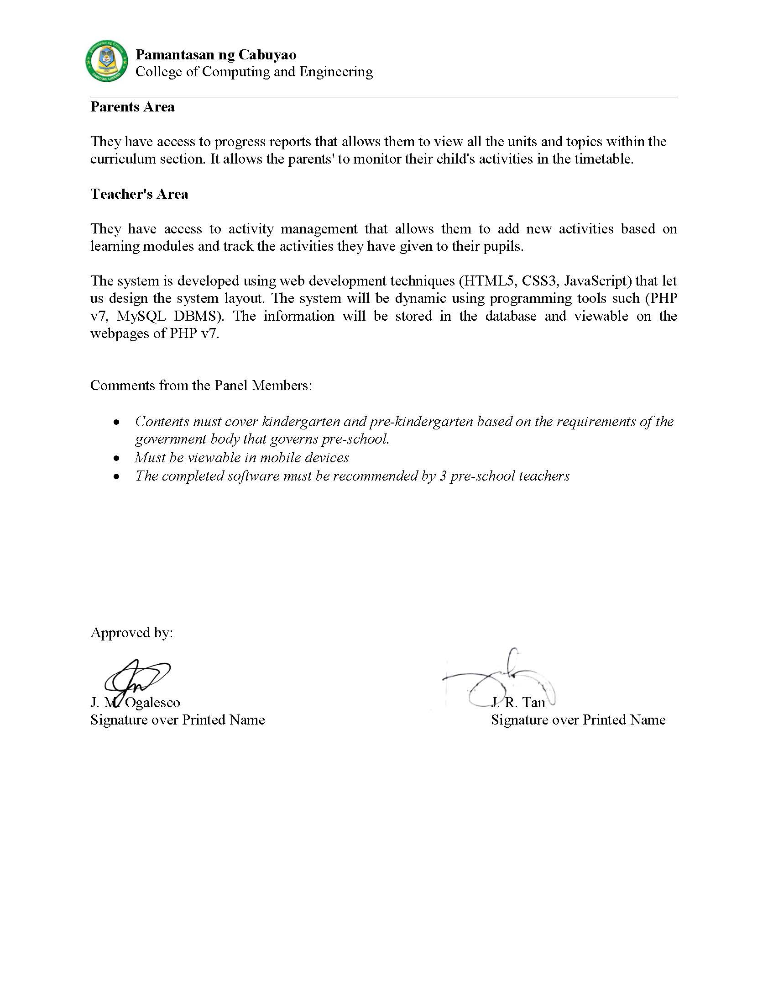 Pamantasan ng Cabuyao
CABUYAO, LAGUNA
Pamantasan ng Cabuyao
College of Computing and Engineering
Parents Area
They have access to progress reports that allows them to view all the units and topics within the
curriculum section. It allows the parents' to monitor their child's activities in the timetable.
Teacher's Area
They have access to activity management that allows them to add new activities based on
learning modules and track the activities they have given to their pupils.
The system is developed using web development techniques (HTML5, CSS3, JavaScript) that let
us design the system layout. The system will be dynamic using programming tools such (PHP
v7, MySQL DBMS). The information will be stored in the database and viewable on the
webpages of PHP v7.
Comments from the Panel Members:
• Contents must cover kindergarten and pre-kindergarten based on the requirements of the
government body that governs pre-school.
• Must be viewable in mobile devices
• The completed software must be recommended by 3 pre-school teachers
Approved by:
J. M. Ogalesco
Signature over Printed Name
J. R. Tan
Signature over Printed Name